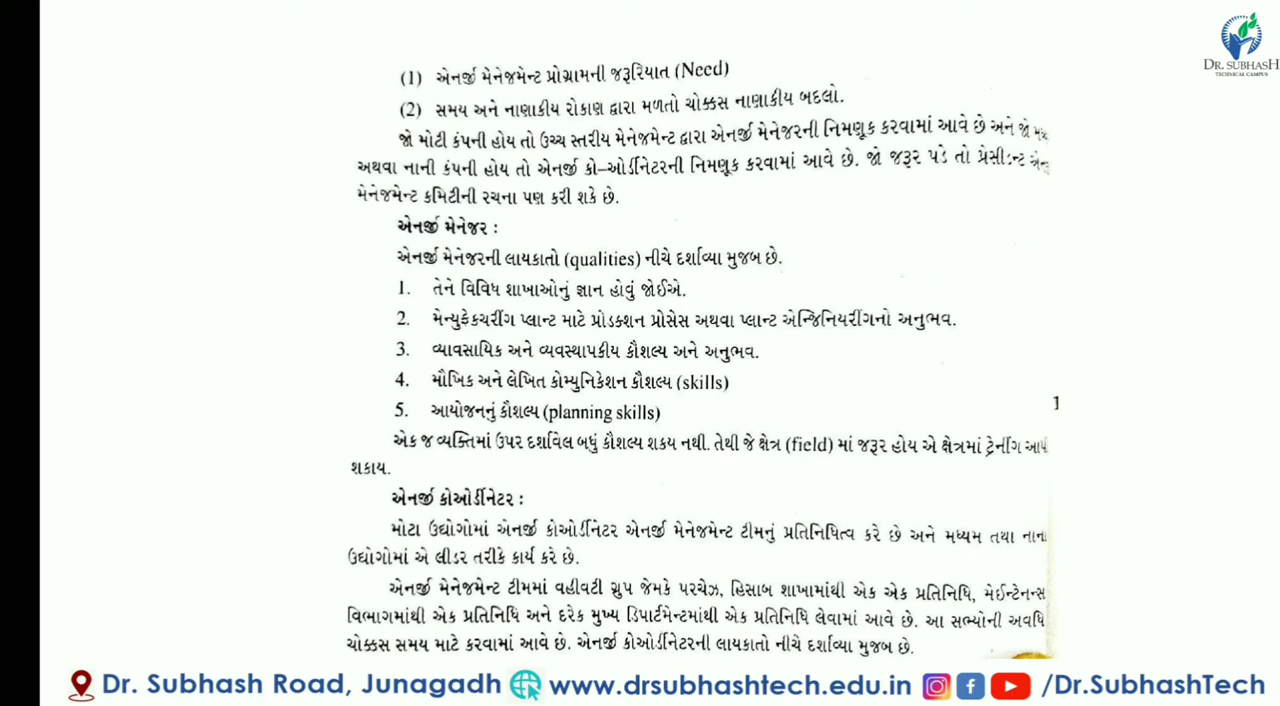 DR. SUBHASH
TECHNICAL CAMPUS
(1) એનર્જી મેનેજમેન્ટ પ્રોગ્રામની જરૂરિયાત (Need)
(2) સમય અને નાણાકીય રોકાણ દ્વારા મળતો ચોક્કસ નાણાકીય બદલો.
જો મોટી કંપની હોય તો ઉચ્ચ સ્તરીય મેનેજમેન્ટ દ્વારા એનર્જી મેનેજરની નિમણૂક કરવામાં આવે છે અને જો
અથવા નાની કંપની હોય તો એનર્જી કો-ઓર્ડીનેટરની નિમણૂક કરવામાં આવે છે. જો જરૂર પડે તો પ્રેસીડન્ટ
મેનેજમેન્ટ કમિટીની રચના પણ કરી શકે છે.
એનર્જી મેનેજર :
એનર્જી મેનેજરની લાયકાતો (qualities) નીચે દર્શાવ્યા મુજબ છે.
1. તેને વિવિધ શાખાઓનું જ્ઞાન હોવું જોઈએ.
2. મેન્યુફેકચરીંગ પ્લાન્ટ માટે પ્રોડક્શન પ્રોસેસ અથવા પ્લાન્ટ એન્જિનિયરીંગનો અનુભવ.
3. વ્યાવસાયિક અને વ્યવસ્થાપકીય કૌશલ્ય અને અનુભવ.
4. મૌખિક અને લેખિત કોમ્યુનિકેશન કૌશલ્ય (skills)
5. આયોજનનું કૌશલ્ય (planning skills)
એક જ વ્યક્તિમાં ઉપર દર્શાવેલ બધું કૌશલ્ય શકય નથી. તેથી જે ક્ષેત્ર (field) માં જરૂર હોય એ ક્ષેત્રમાં ટ્રેનીંગ
શકાય.
એનર્જી કોઓર્ડીનેટર :
મોટા ઉદ્યોગોમાં એનર્જી કોઓર્ડીનેટર એનર્જી મેનેજમેન્ટ ટીમનું પ્રતિનિધિત્વ કરે છે અને મધ્યમ તથા નાના
ઉદ્યોગોમાં એ લીડર તરીકે કાર્ય કરે છે.
એનર્જી મેનેજમેન્ટ ટીમમાં વહીવટી ગ્રુપ જેમકે પરચેઝ, હિસાબ શાખામાંથી એક એક પ્રતિનિધિ, મેઈન્ટેનન્સ
વિભાગમાંથી એક પ્રતિનિધિ અને દરેક મુખ્ય ડિપાર્ટમેન્ટમાંથી એક પ્રતિનિધિ લેવામાં આવે છે. આ સભ્યોની અવધિ
ચોક્કસ સમય માટે કરવામાં આવે છે. એનર્જી કોઓર્ડીનેટરની લાયકાતો નીચે દર્શાવ્યા મુજબ છે.
Dr. Subhash Road, Junagadh www.drsubhashtech.edu.in /Dr.SubhashTech